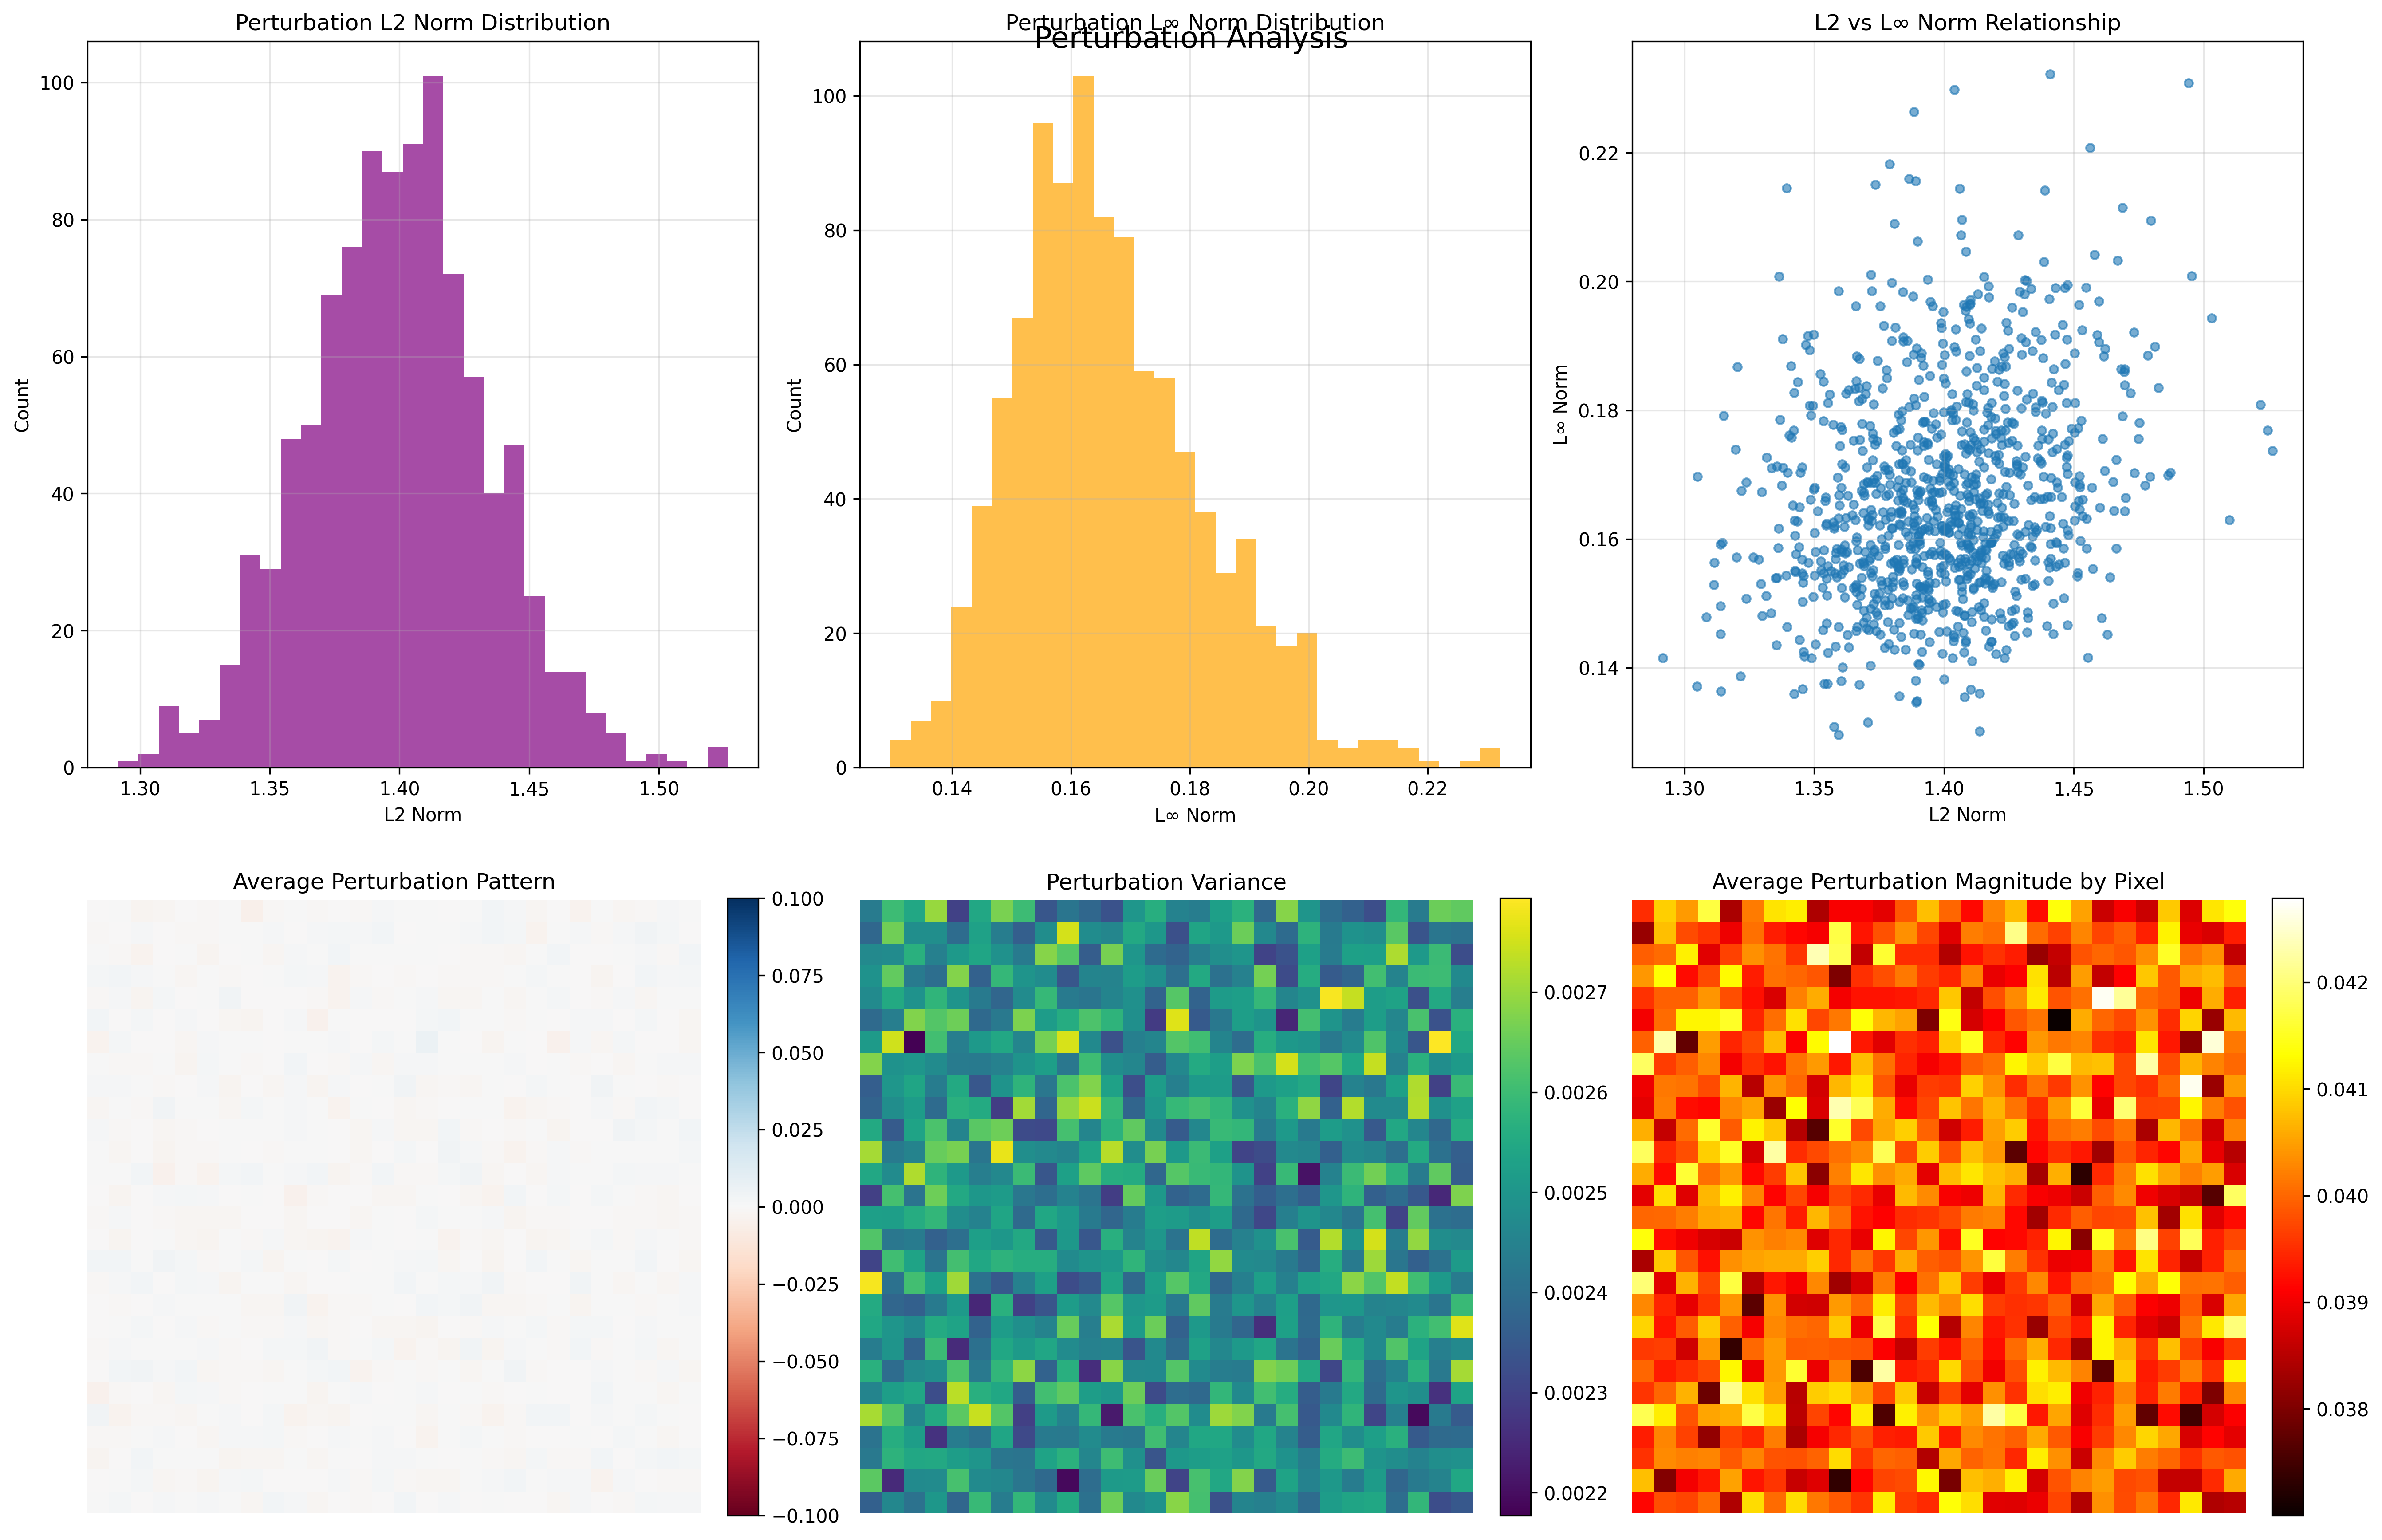 Perturbation Analysis
Perturbation L2 Norm Distribution
100
80
60
40
20
0
Count
1.30 1.35 1.40 1.45 1.50
L2 Norm
Perturbation L∞ Norm Distribution
100
80
60
40
20
0
Count
0.14 0.16 0.18 0.20 0.22
L∞ Norm
L2 vs L∞ Norm Relationship
0.22
0.20
0.18
0.16
0.14
L∞ Norm
1.30 1.35 1.40 1.45 1.50
L2 Norm
Average Perturbation Pattern
0.100
0.075
0.050
0.025
0.000
−0.025
−0.050
−0.075
−0.100
Perturbation Variance
0.0027
0.0026
0.0025
0.0024
0.0023
0.0022
Average Perturbation Magnitude by Pixel
0.042
0.041
0.040
0.039
0.038